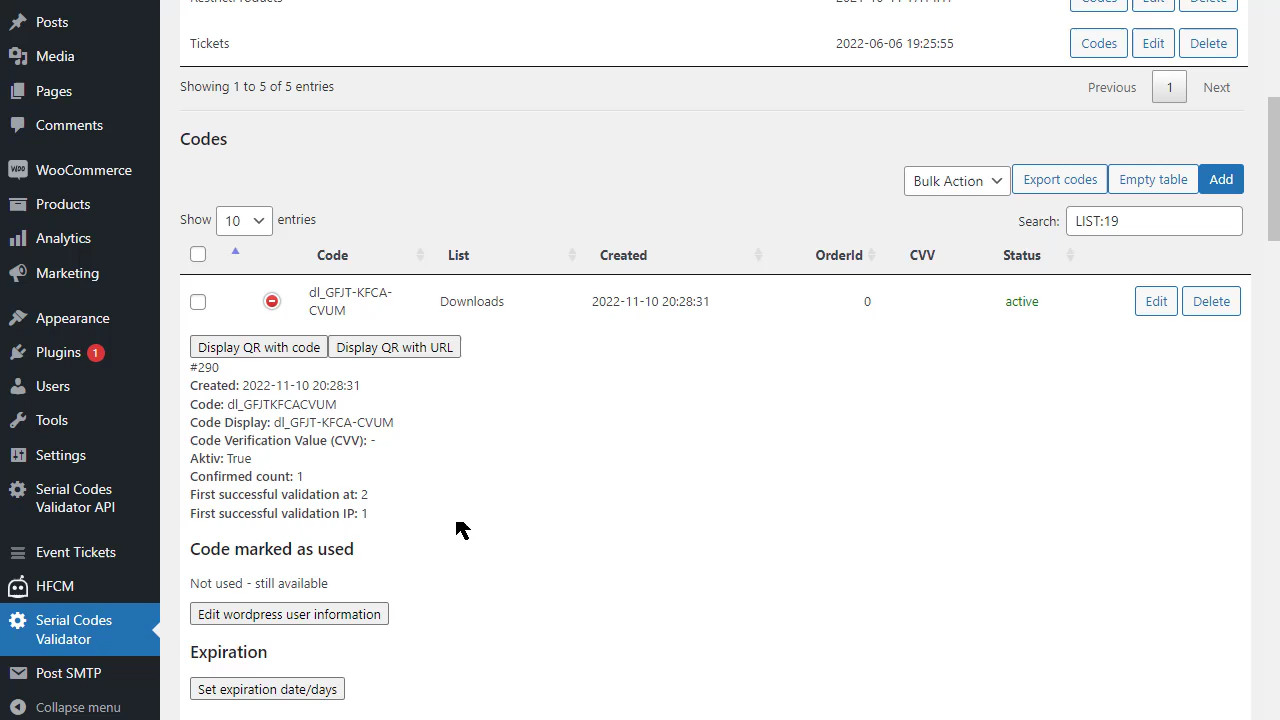 Posts
Media
Pages
Comments
WooCommerce
Products
Analytics
Marketing
Appearance
Plugins 1
Users
Tools
Settings
Serial Codes
Validator API
Event Tickets
HFCM
Serial Codes
Validator
Post SMTP
Collapse menu
Codes Edit Delete
Tickets 2022-06-06 19:25:55 Codes Edit Delete
Showing 1 to 5 of 5 entries Previous 1 Next
Codes
Bulk Action Export codes Empty table Add
Show 10 entries Search: LIST:19
Code List Created OrderId CVV Status
dl_GFJT-KFCA-
CVUM Downloads 2022-11-10 20:28:31 0 active Edit Delete
Display QR with code Display QR with URL
#290
Created: 2022-11-10 20:28:31
Code: dl_GFJTKFCACVUM
Code Display: dl_GFJT-KFCA-CVUM
Code Verification Value (CVV): -
Aktiv: True
Confirmed count: 1
First successful validation at: 2
First successful validation IP: 1
Code marked as used
Not used - still available
Edit wordpress user information
Expiration
Set expiration date/days